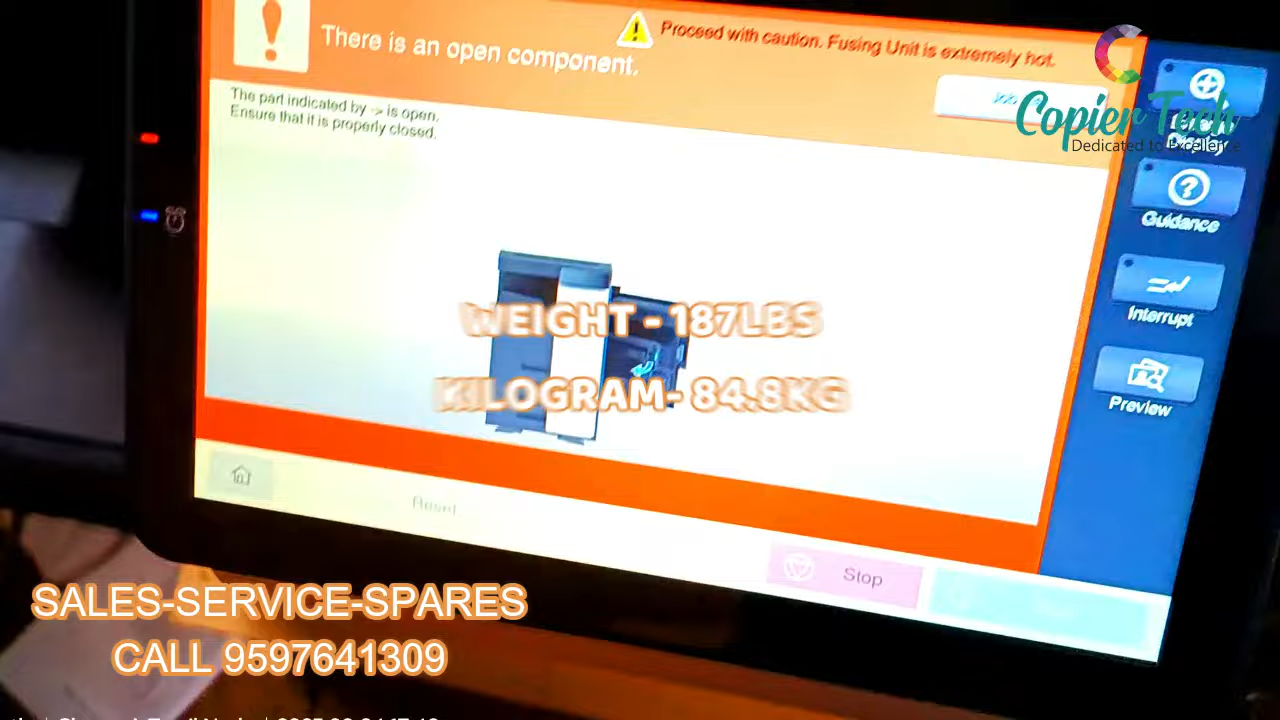 There is an open component.
Proceed with caution. Fusing Unit is extremely hot.
The part indicated by -> is open.
Ensure that it is properly closed.
Job
Copier Tech
Dedicated to Excellence
Display
Guidance
Interrupt
Preview
WEIGHT - 187LBS
KILOGRAM- 84.8KG
Reset
Stop
SALES-SERVICE-SPARES
CALL 9597641309